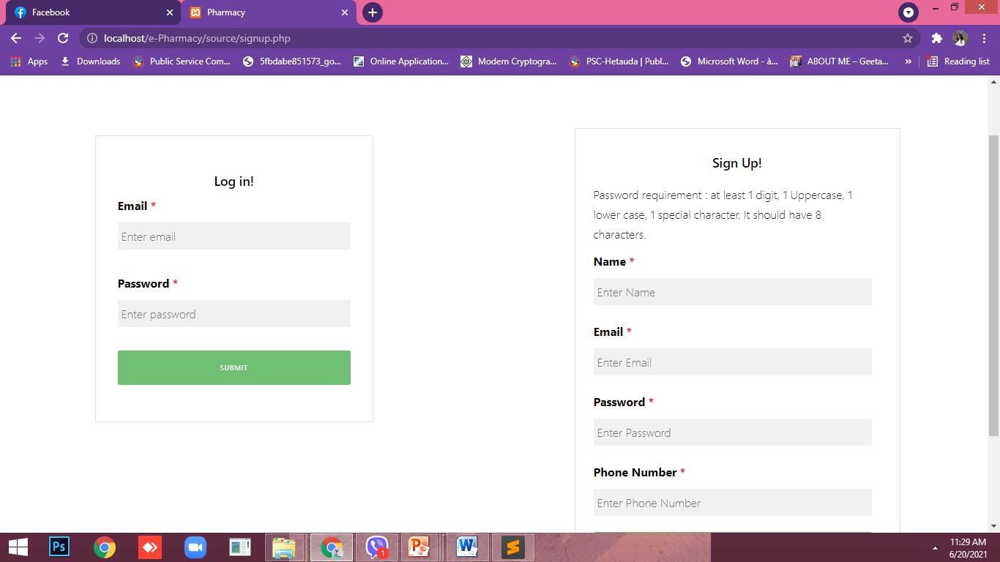 Facebook
Pharmacy
localhost/e-Pharmacy/source/signup.php
Apps
Downloads
Public Service Com...
5fbdabe851573_go...
Online Application...
Modern Cryptogra...
PSC-Hetauda | Publ...
Microsoft Word - à...
ABOUT ME – Geeta...
»
Reading list
Log in!
Email *
Enter email
Password *
Enter password
SUBMIT
Sign Up!
Password requirement : at least 1 digit, 1 Uppercase, 1
lower case, 1 special character. It should have 8
characters.
Name *
Enter Name
Email *
Enter Email
Password *
Enter Password
Phone Number *
Enter Phone Number
Ps
1
P
W
11:29 AM
6/20/2021